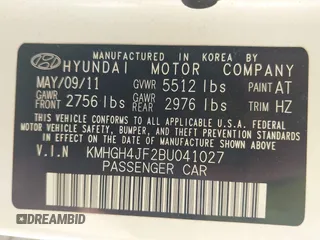 MANUFACTURED IN KOREA BY
HYUNDAI MOTOR COMPANY
MAY/09/11 GVWR 5512 lbs PAINT AT
GAWR FRONT 2756 lbs GAWR REAR 2976 lbs TRIM HZ
THIS VEHICLE CONFORMS TO ALL APPLICABLE U.S. FEDERAL
MOTOR VEHICLE SAFETY, BUMPER, AND THEFT PREVENTION
STANDARDS IN EFFECT ON THE DATE OF MANUFACTURE SHOWN ABOVE.
V.I.N KMHGH4JF2BU041027
PASSENGER CAR
DREAMBID